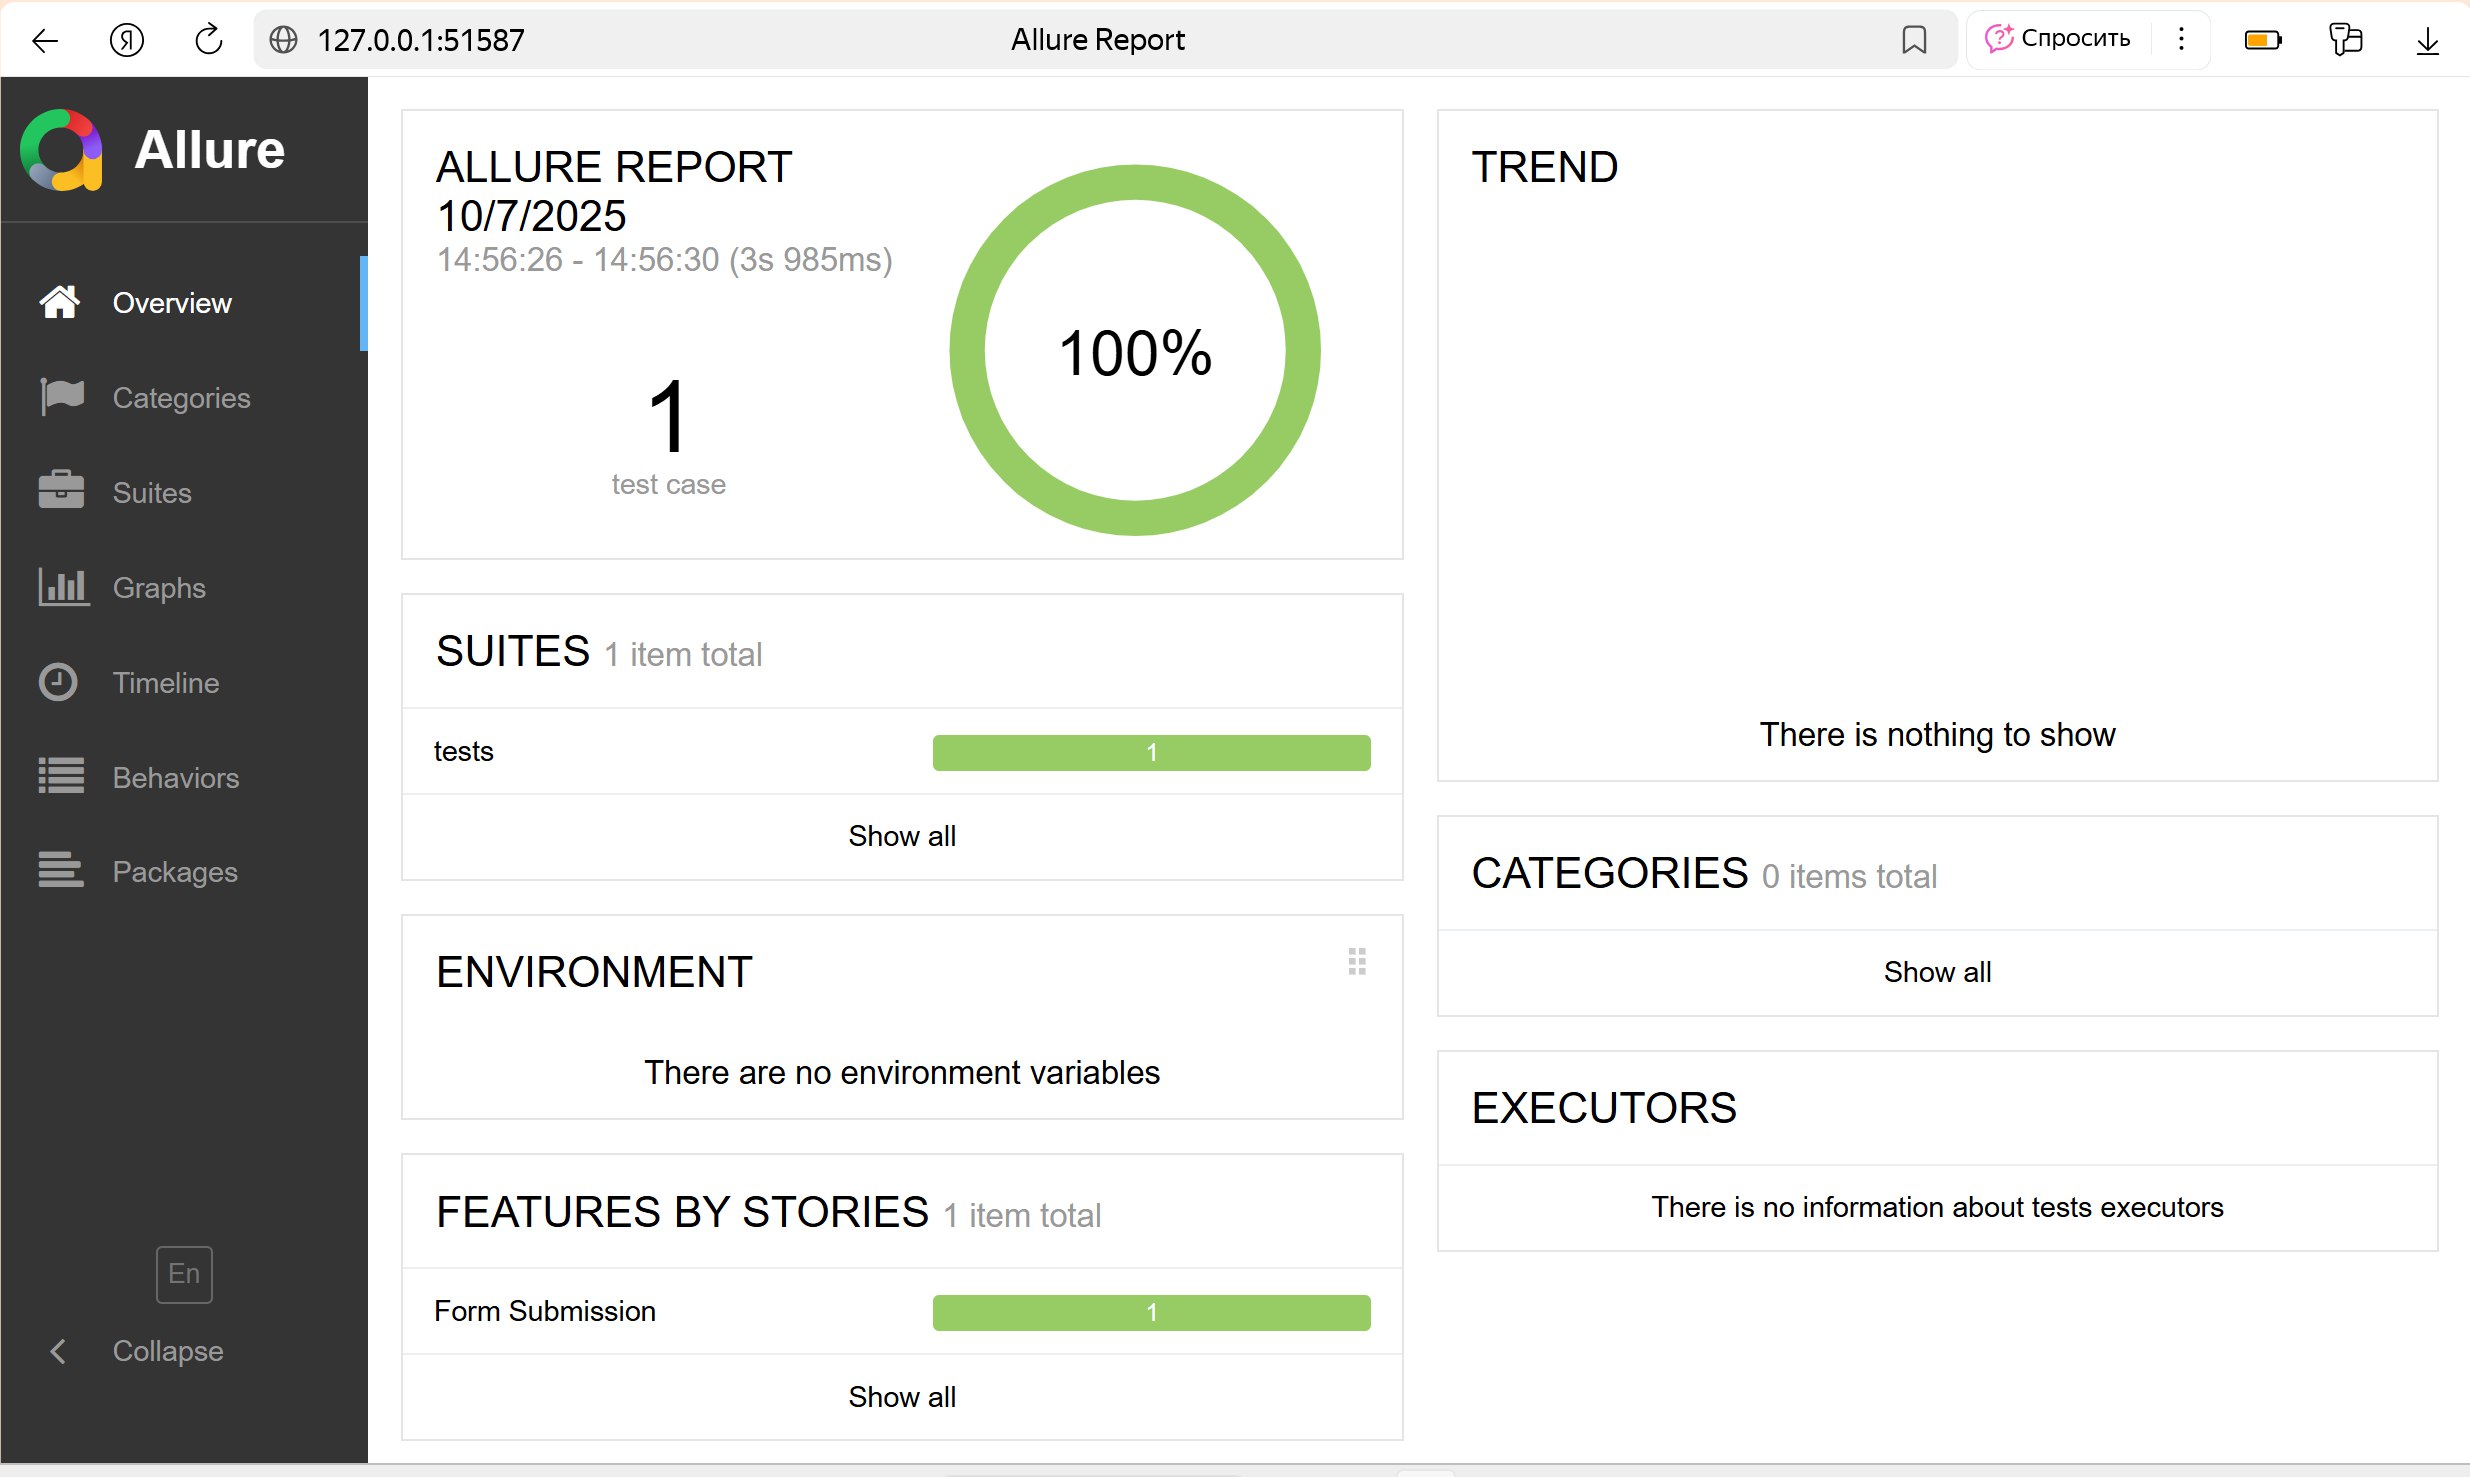 127.0.0.1:51587
Allure Report
Спросить
Allure
Overview
Categories
Suites
Graphs
Timeline
Behaviors
Packages
En
Collapse
ALLURE REPORT
10/7/2025
14:56:26 - 14:56:30 (3s 985ms)
1
test case
100%
SUITES 1 item total
tests 1
Show all
ENVIRONMENT
There are no environment variables
FEATURES BY STORIES 1 item total
Form Submission 1
Show all
TREND
There is nothing to show
CATEGORIES 0 items total
Show all
EXECUTORS
There is no information about tests executors